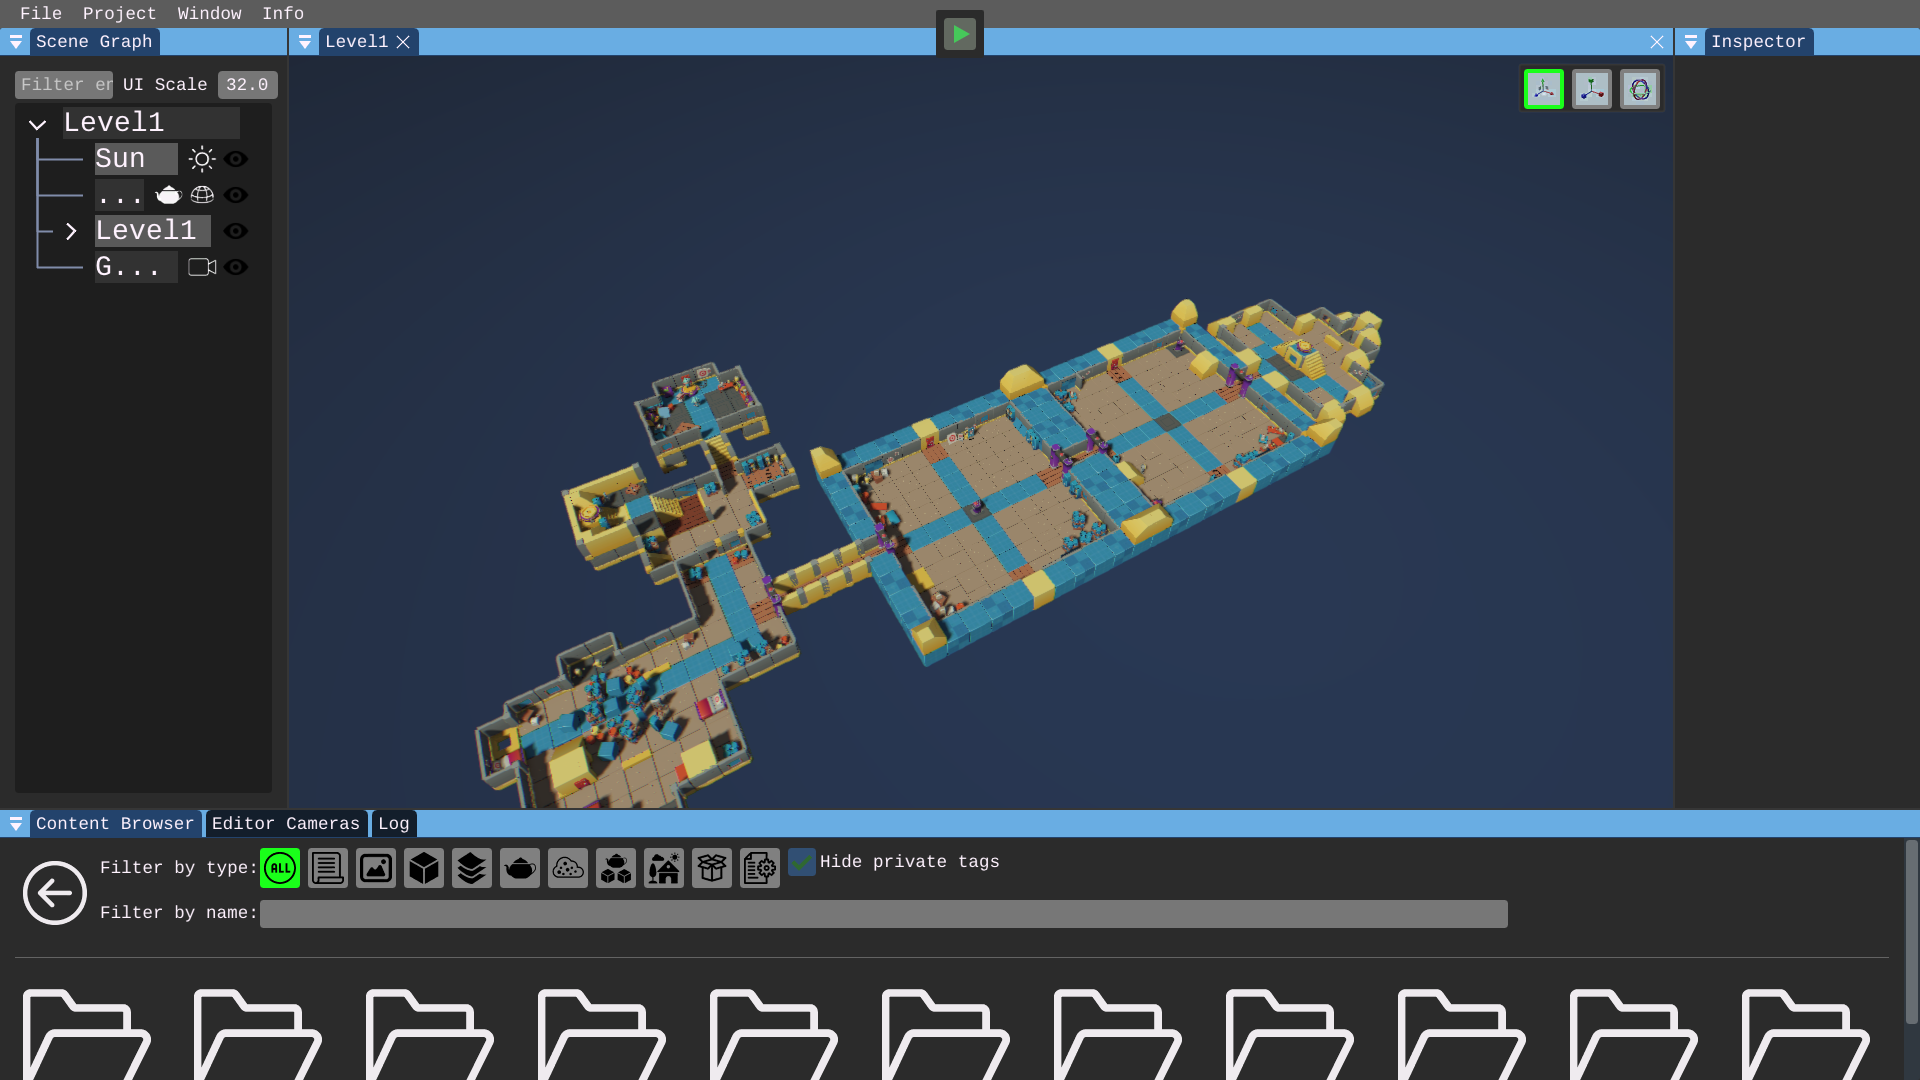 File Project Window Info
Scene Graph
Level1
Inspector
Filter er UI Scale 32.0
Level1
Sun
...
Level1
G...
Content Browser Editor Cameras Log
Filter by type: ALL Hide private tags
Filter by name: